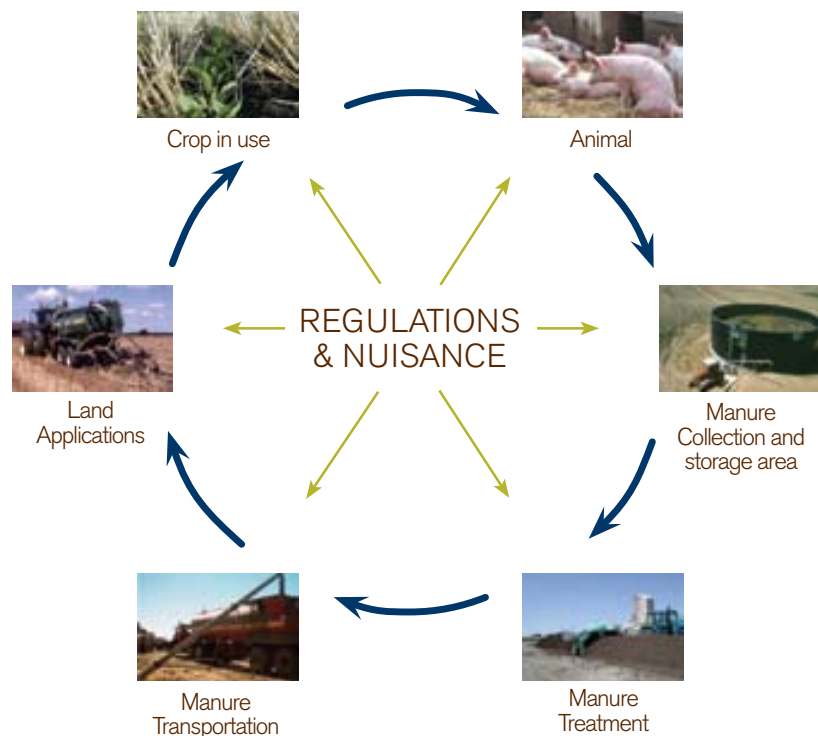 Crop in use
Animal
REGULATIONS
& NUISANCE
Land
Applications
Manure
Collection and
storage area
Manure
Transportation
Manure
Treatment